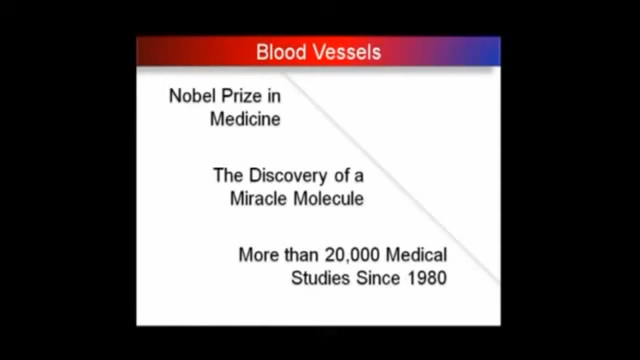 Blood Vessels
Nobel Prize in
Medicine
The Discovery of a
Miracle Molecule
More than 20,000 Medical
Studies Since 1980